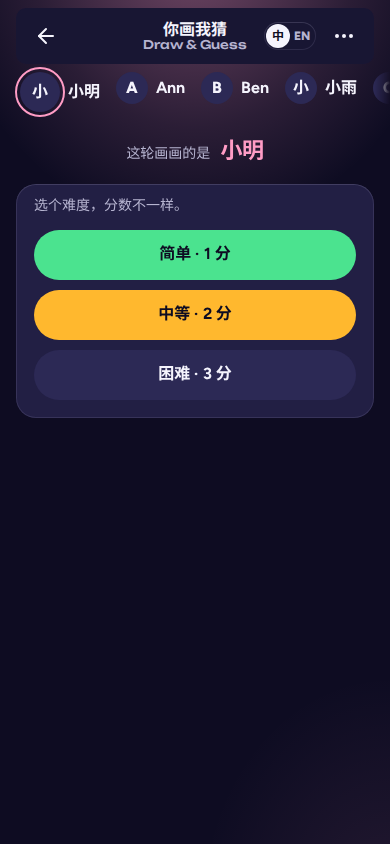 你画我猜
Draw & Guess
中 EN
小 小明 A Ann B Ben 小 小雨
这轮画画的是 小明
选个难度，分数不一样。
简单 · 1 分
中等 · 2 分
困难 · 3 分